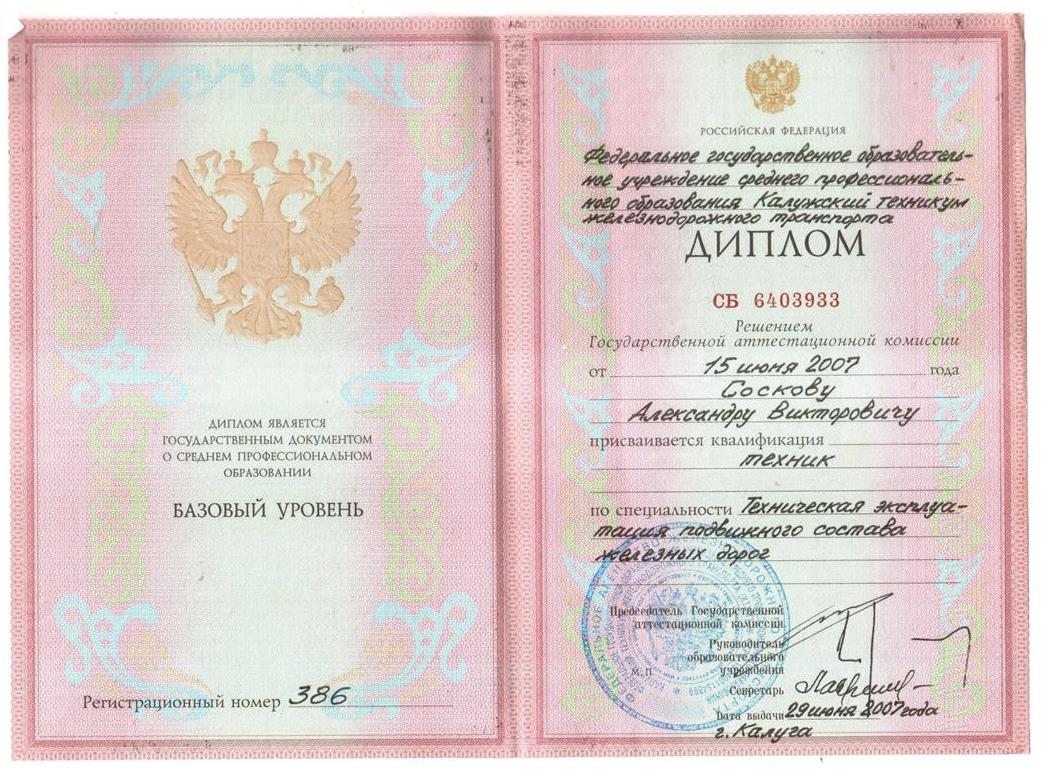 ДИПЛОМ ЯВЛЯЕТСЯ
ГОСУДАРСТВЕННЫМ ДОКУМЕНТОМ
О СРЕДНЕМ ПРОФЕССИОНАЛЬНОМ
ОБРАЗОВАНИИ
БАЗОВЫЙ УРОВЕНЬ
Регистрационный номер 386
РОССИЙСКАЯ ФЕДЕРАЦИЯ
Федеральное государственное образователь-
ное учреждение среднего профессиональ-
ного образования Калужский техникум
железнодорожного транспорта
ДИПЛОМ
СБ 6403933
Решением
Государственной аттестационной комиссии
от 15 июня 2007 года
Соскову
Александру Викторовичу
присваивается квалификация
техник
по специальности Техническая эксплуа-
тация подвижного состава
железных дорог
Председатель Государственной
аттестационной комиссии
Руководитель
образовательного
М.П. учреждения
Секретарь
Дата выдачи 29 июня 2007 года
г. Калуга